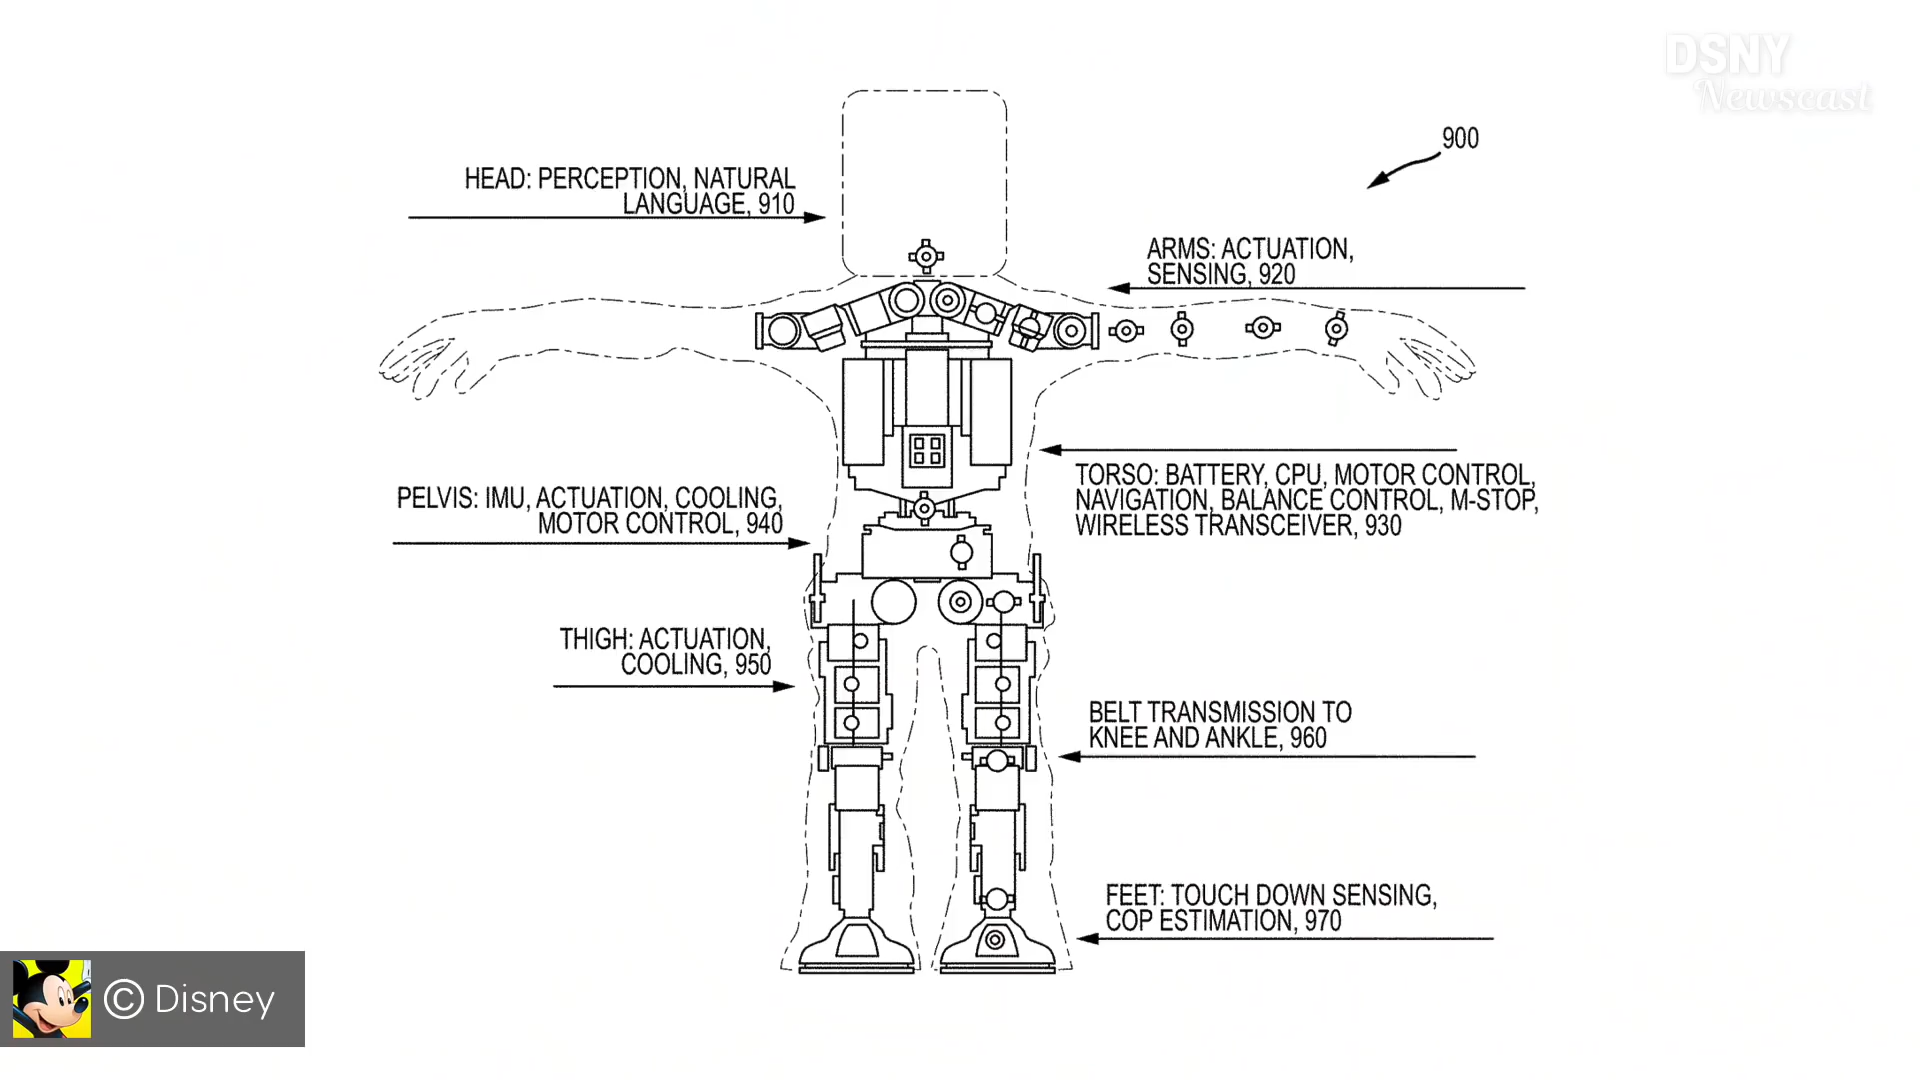 DSNY
Newscast
900
HEAD: PERCEPTION, NATURAL
LANGUAGE, 910
ARMS: ACTUATION,
SENSING, 920
TORSO: BATTERY, CPU, MOTOR CONTROL,
NAVIGATION, BALANCE CONTROL, M-STOP,
WIRELESS TRANSCEIVER, 930
PELVIS: IMU, ACTUATION, COOLING,
MOTOR CONTROL, 940
THIGH: ACTUATION,
COOLING, 950
BELT TRANSMISSION TO
KNEE AND ANKLE, 960
FEET: TOUCH DOWN SENSING,
COP ESTIMATION, 970
© Disney